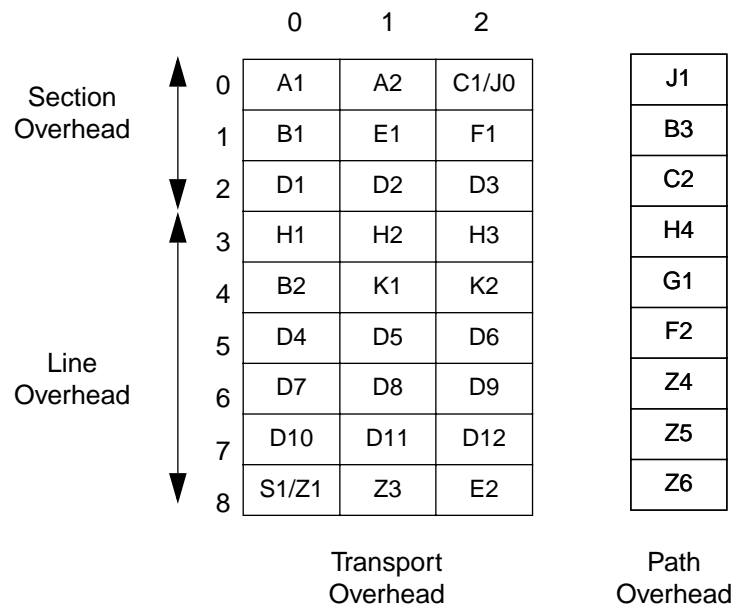 0 1 2
Section
Overhead
0 A1 A2 C1/J0 J1
1 B1 E1 F1 B3
2 D1 D2 D3 C2
3 H1 H2 H3 H4
4 B2 K1 K2 G1
5 D4 D5 D6 F2
Line
Overhead
6 D7 D8 D9 Z4
7 D10 D11 D12 Z5
8 S1/Z1 Z3 E2 Z6
Transport
Overhead
Path
Overhead